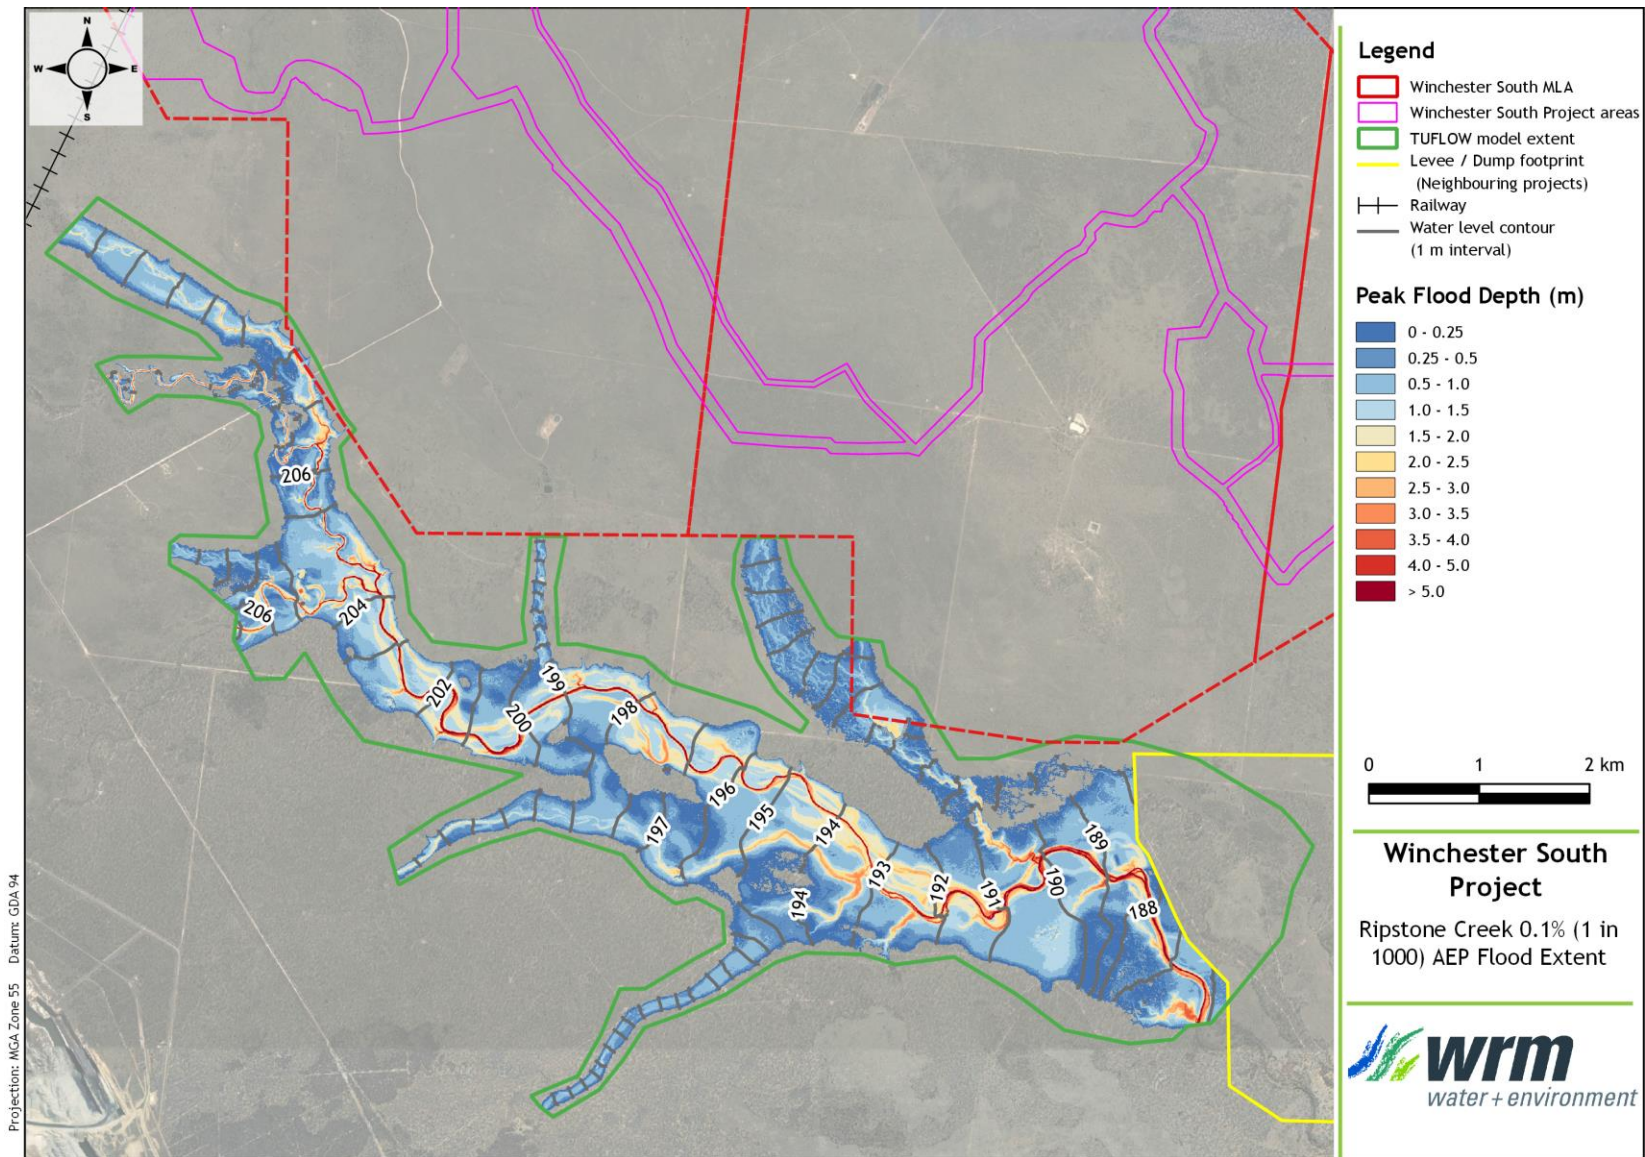 N
W
E
S
206
206
204
202
200
199
198
197
196
195
194
194
193
192
191
190
189
188
Projection: MGA Zone 55 Datum: GDA 94
Legend
Winchester South MLA
Winchester South Project areas
TUFLOW model extent
Levee / Dump footprint
(Neighbouring projects)
Railway
Water level contour
(1 m interval)
Peak Flood Depth (m)
0 - 0.25
0.25 - 0.5
0.5 - 1.0
1.0 - 1.5
1.5 - 2.0
2.0 - 2.5
2.5 - 3.0
3.0 - 3.5
3.5 - 4.0
4.0 - 5.0
> 5.0
0 1 2 km
Winchester South
Project
Ripstone Creek 0.1% (1 in
1000) AEP Flood Extent
wrm
water + environment